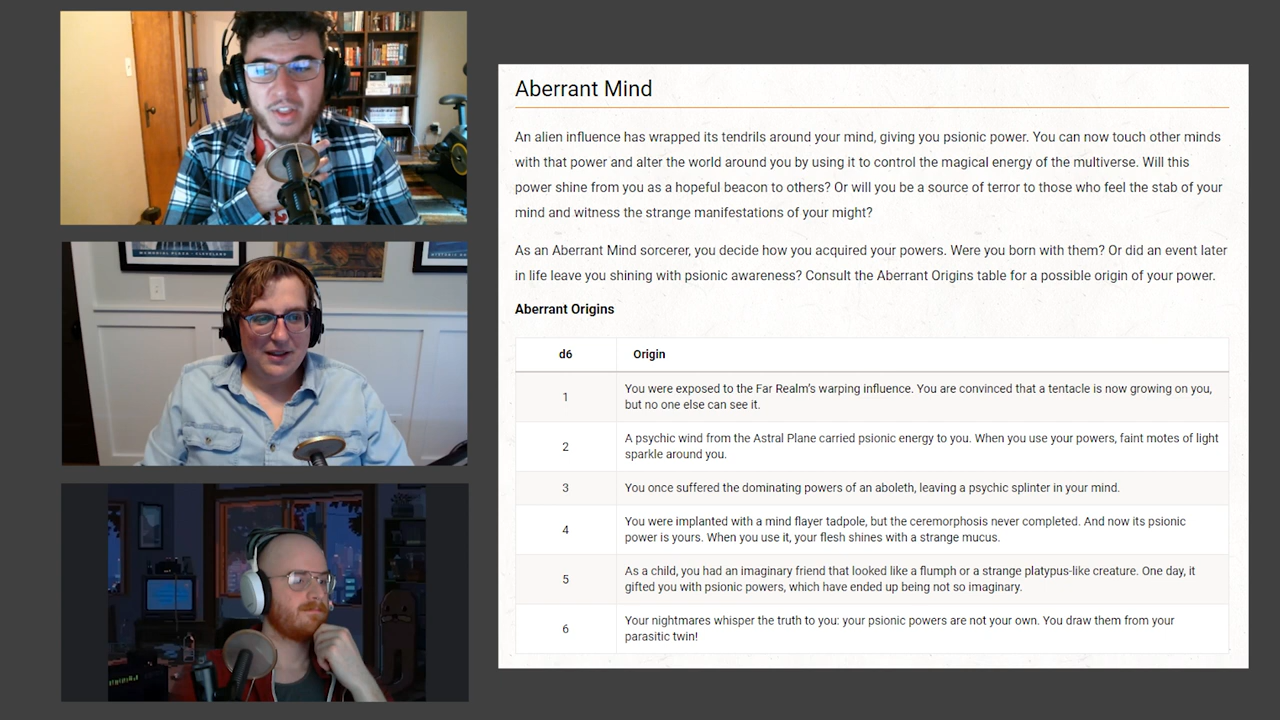 MEMORIAL PLAZA / CLEVELAND
Aberrant Mind
An alien influence has wrapped its tendrils around your mind, giving you psionic power. You can now touch other minds
with that power and alter the world around you by using it to control the magical energy of the multiverse. Will this
power shine from you as a hopeful beacon to others? Or will you be a source of terror to those who feel the stab of your
mind and witness the strange manifestations of your might?
As an Aberrant Mind sorcerer, you decide how you acquired your powers. Were you born with them? Or did an event later
in life leave you shining with psionic awareness? Consult the Aberrant Origins table for a possible origin of your power.
Aberrant Origins
d6 Origin
1 You were exposed to the Far Realm’s warping influence. You are convinced that a tentacle is now growing on you,
but no one else can see it.
2 A psychic wind from the Astral Plane carried psionic energy to you. When you use your powers, faint motes of light
sparkle around you.
3 You once suffered the dominating powers of an aboleth, leaving a psychic splinter in your mind.
4 You were implanted with a mind flayer tadpole, but the ceremorphosis never completed. And now its psionic
power is yours. When you use it, your flesh shines with a strange mucus.
5 As a child, you had an imaginary friend that looked like a flumph or a strange platypus-like creature. One day, it
gifted you with psionic powers, which have ended up being not so imaginary.
6 Your nightmares whisper the truth to you: your psionic powers are not your own. You draw them from your
parasitic twin!